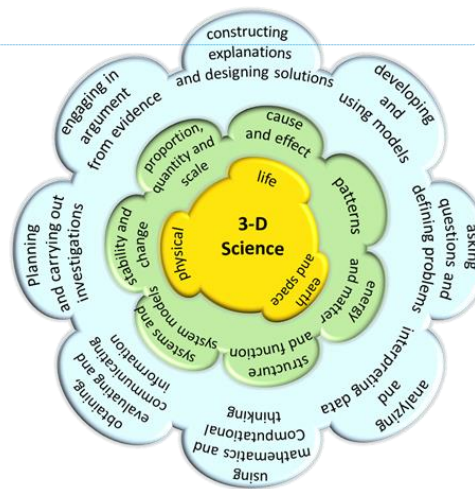 constructing
explanations
and designing solutions
developing
and
using models
asking
questions and
defining problems
analyzing
and
interpreting data
using
mathematics and
Computational
thinking
obtaining,
evaluating and
communicating
information
Planning
and carrying out
investigations
engaging in
argument
from evidence
cause
and effect
patterns
energy
and matter
structure
and function
systems and
system models
stability and
change
proportion,
quantity and
scale
life
earth
and space
physical
3-D
Science